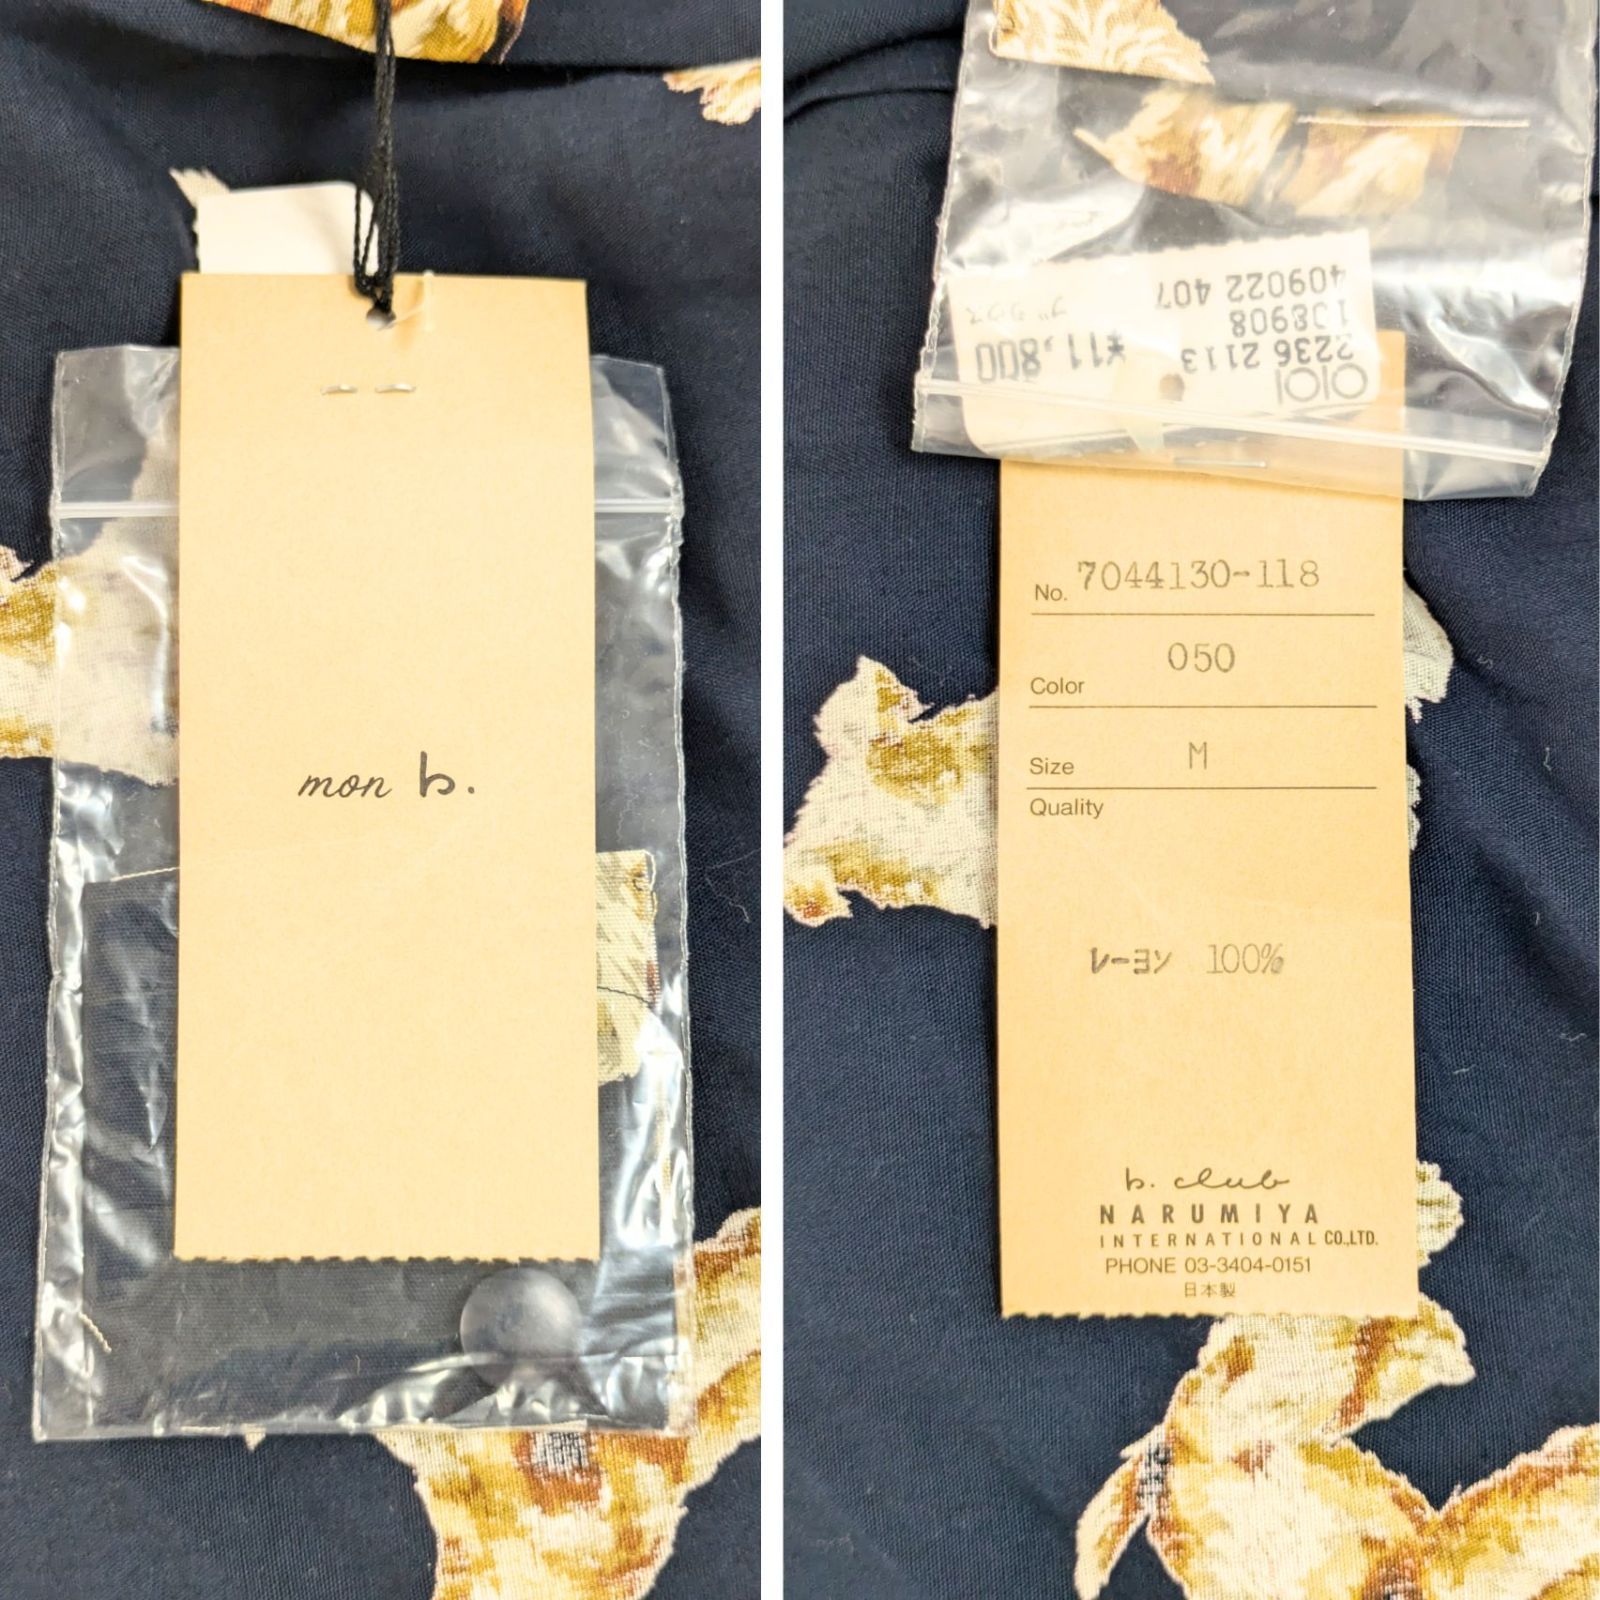 mon b.
OIOI
2236 2113 ¥11,800
108908
409022 407
No. 7044130-118
Color 050
Size M
Quality
レーヨン 100%
b. club
NARUMIYA
INTERNATIONAL CO.,LTD.
PHONE 03-3404-0151
日本製